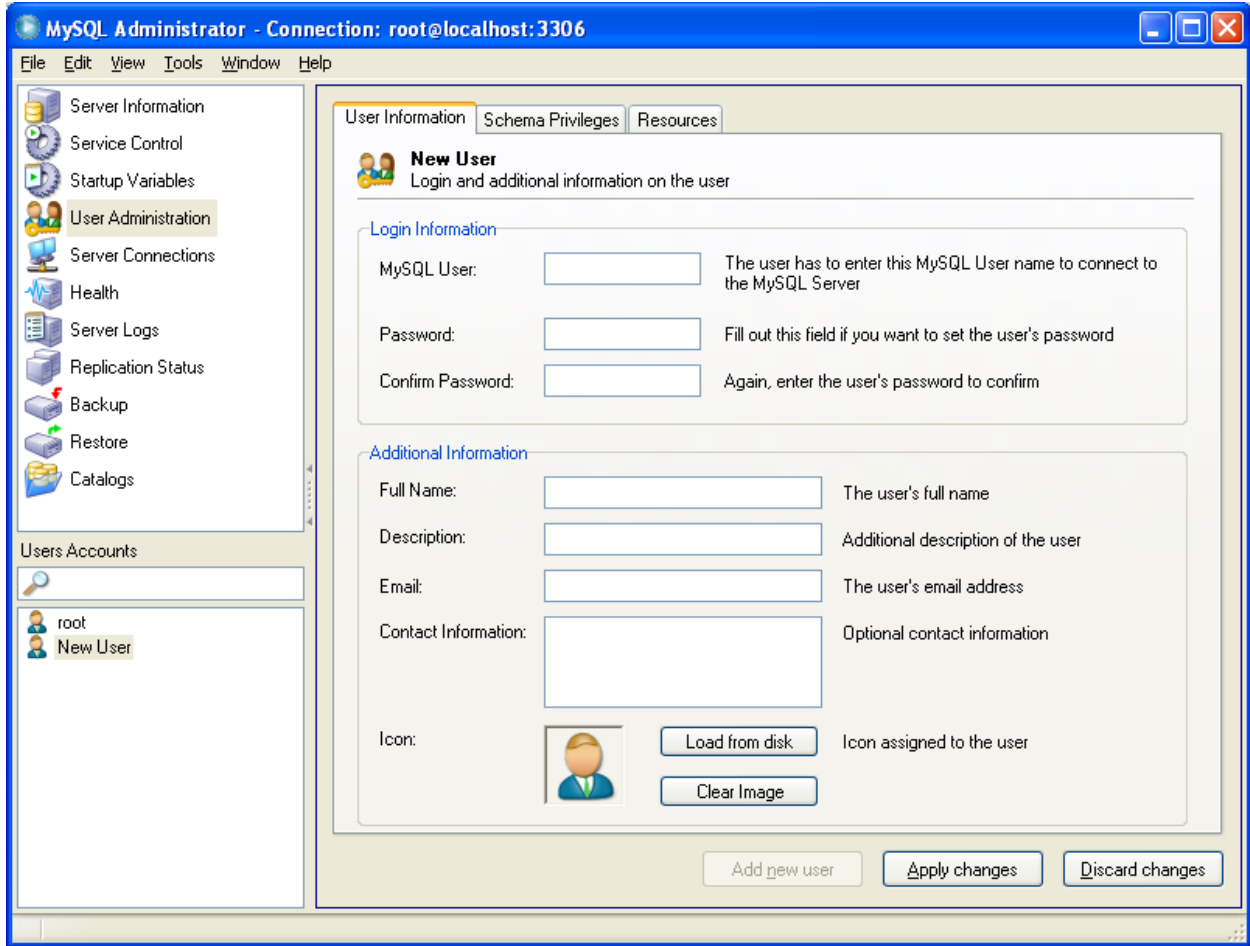 MySQL Administrator - Connection: root@localhost:3306
File Edit View Tools Window Help
Server Information
Service Control
Startup Variables
User Administration
Server Connections
Health
Server Logs
Replication Status
Backup
Restore
Catalogs
Users Accounts
root
New User
User Information Schema Privileges Resources
New User
Login and additional information on the user
Login Information
MySQL User: The user has to enter this MySQL User name to connect to
the MySQL Server
Password: Fill out this field if you want to set the user's password
Confirm Password: Again, enter the user's password to confirm
Additional Information
Full Name: The user's full name
Description: Additional description of the user
Email: The user's email address
Contact Information: Optional contact information
Icon: Load from disk Icon assigned to the user
Clear Image
Add new user Apply changes Discard changes